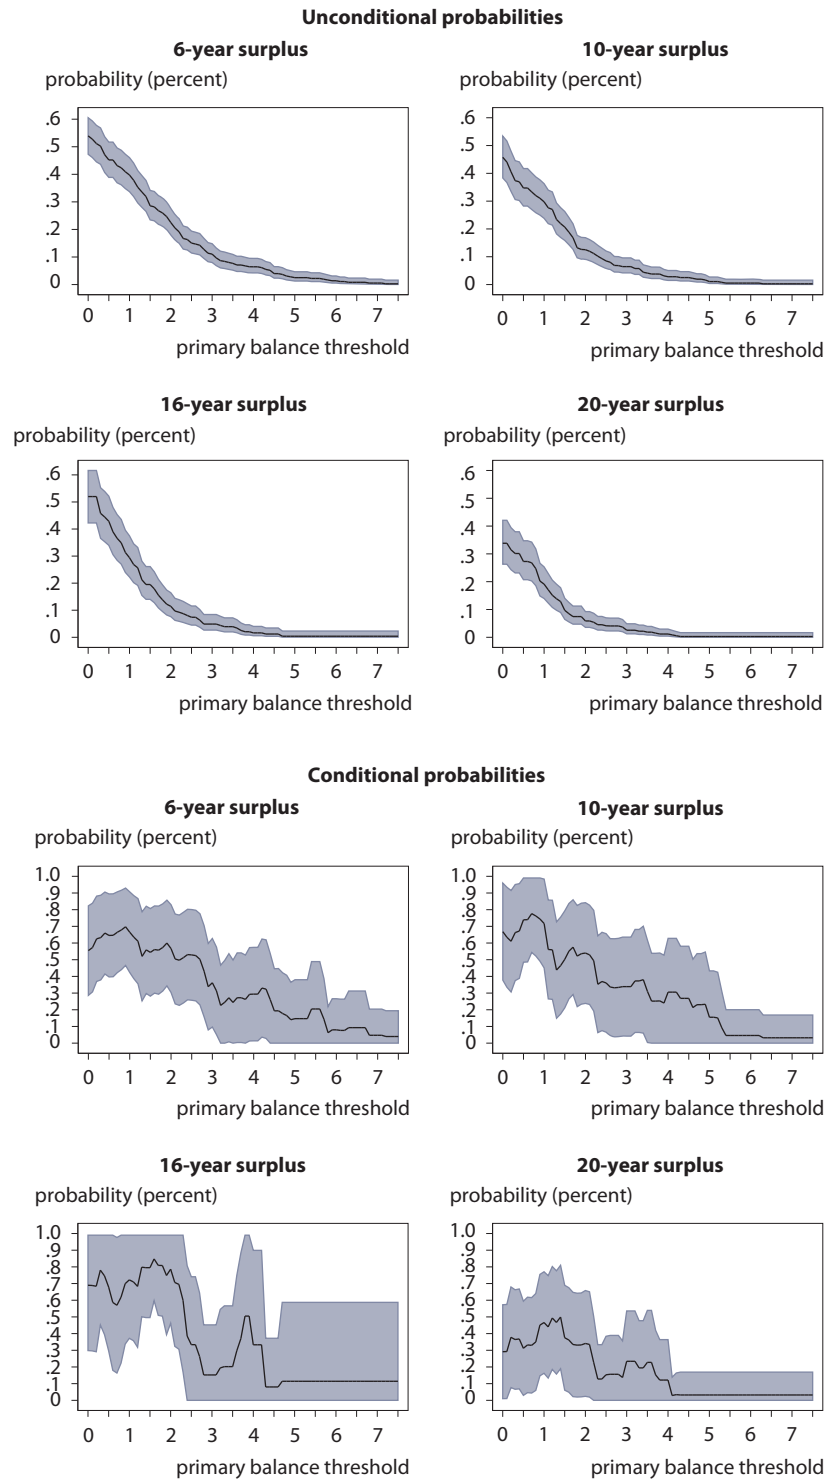 Unconditional probabilities
6-year surplus
probability (percent)
.6
.5
.4
.3
.2
.1
0
0 1 2 3 4 5 6 7
primary balance threshold
10-year surplus
probability (percent)
.6
.5
.4
.3
.2
.1
0
0 1 2 3 4 5 6 7
primary balance threshold
16-year surplus
probability (percent)
.6
.5
.4
.3
.2
.1
0
0 1 2 3 4 5 6 7
primary balance threshold
20-year surplus
probability (percent)
.6
.5
.4
.3
.2
.1
0
0 1 2 3 4 5 6 7
primary balance threshold
Conditional probabilities
6-year surplus
probability (percent)
1.0
.9
.8
.7
.6
.5
.4
.3
.2
.1
0
0 1 2 3 4 5 6 7
primary balance threshold
10-year surplus
probability (percent)
1.0
.9
.8
.7
.6
.5
.4
.3
.2
.1
0
0 1 2 3 4 5 6 7
primary balance threshold
16-year surplus
probability (percent)
1.0
.9
.8
.7
.6
.5
.4
.3
.2
.1
0
0 1 2 3 4 5 6 7
primary balance threshold
20-year surplus
probability (percent)
1.0
.9
.8
.7
.6
.5
.4
.3
.2
.1
0
0 1 2 3 4 5 6 7
primary balance threshold